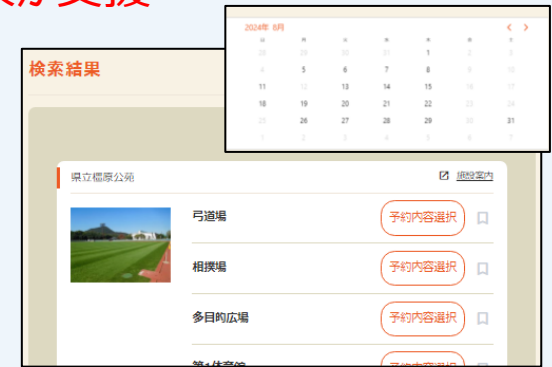 支援
2024年 8月
28 29 30 31 1 2 3
4 5 6 7 8 9 10
11 12 13 14 15 16 17
18 19 20 21 22 23 24
25 26 27 28 29 30 31
1 2 3 4 5 6 7
検索結果
県立橿原公苑
施設案内
弓道場
予約内容選択
相撲場
予約内容選択
多目的広場
予約内容選択